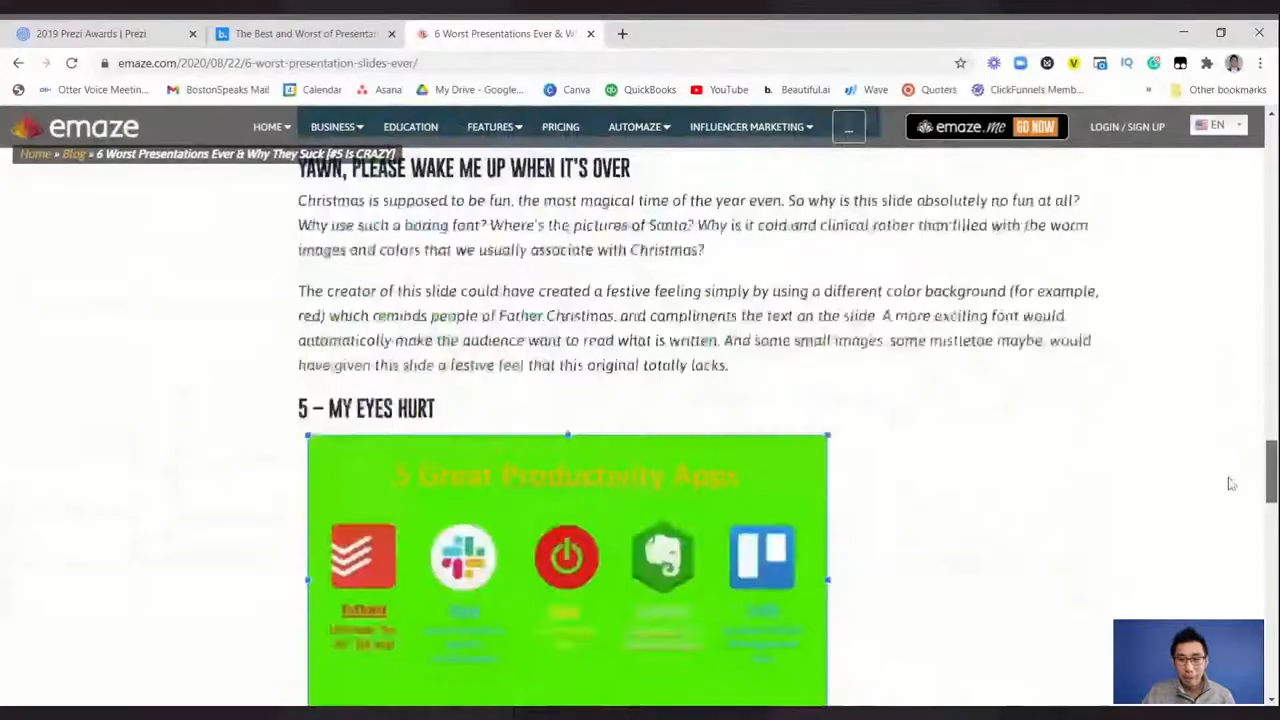 2019 Prezi Awards | Prezi
The Best and Worst of Presentat
6 Worst Presentations Ever & W
emaze.com/2020/08/22/6-worst-presentation-slides-ever/
Otter Voice Meetin... BostonSpeaks Mail Calendar Asana My Drive - Google... Canva QuickBooks YouTube Beautiful.ai Wave Quoters ClickFunnels Memb... » Other bookmarks
emaze HOME BUSINESS EDUCATION FEATURES PRICING AUTOMAZE INFLUENCER MARKETING ... emaze.me GO NOW LOGIN / SIGN UP EN
Home » Blog » 6 Worst Presentations Ever & Why They Suck [#5 Is CRAZY]
YAWN, PLEASE WAKE ME UP WHEN IT'S OVER
Christmas is supposed to be fun, the most magical time of the year even. So why is this slide absolutely no fun at all?
Why use such a boring font? Where's the pictures of Santa? Why is it cold and clinical rather than filled with the warm
images and colors that we usually associate with Christmas?
The creator of this slide could have created a festive feeling simply by using a different color background (for example,
red) which reminds people of Father Christmas, and compliments the text on the slide. A more exciting font would
automatically make the audience want to read what is written. And some small images, some mistletoe maybe, would
have given this slide a festive feel that this original totally lacks.
5 – MY EYES HURT
5 Great Productivity Apps